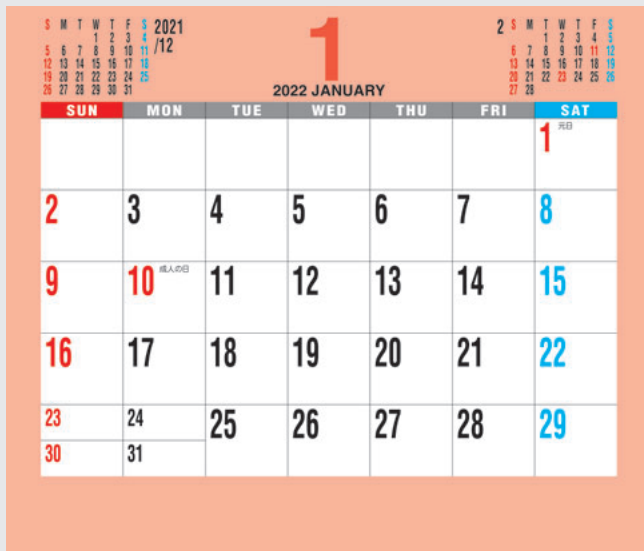 S M T W T F S 2021
1 2 3 4 /12
5 6 7 8 9 10 11
12 13 14 15 16 17 18
19 20 21 22 23 24 25
26 27 28 29 30 31
1
2022 JANUARY
2 S M T W T F S
1 2 3 4 5
6 7 8 9 10 11 12
13 14 15 16 17 18 19
20 21 22 23 24 25 26
27 28
SUN MON TUE WED THU FRI SAT
1 元日
2 3 4 5 6 7 8
9 10 成人の日 11 12 13 14 15
16 17 18 19 20 21 22
23 24 25 26 27 28 29
30 31